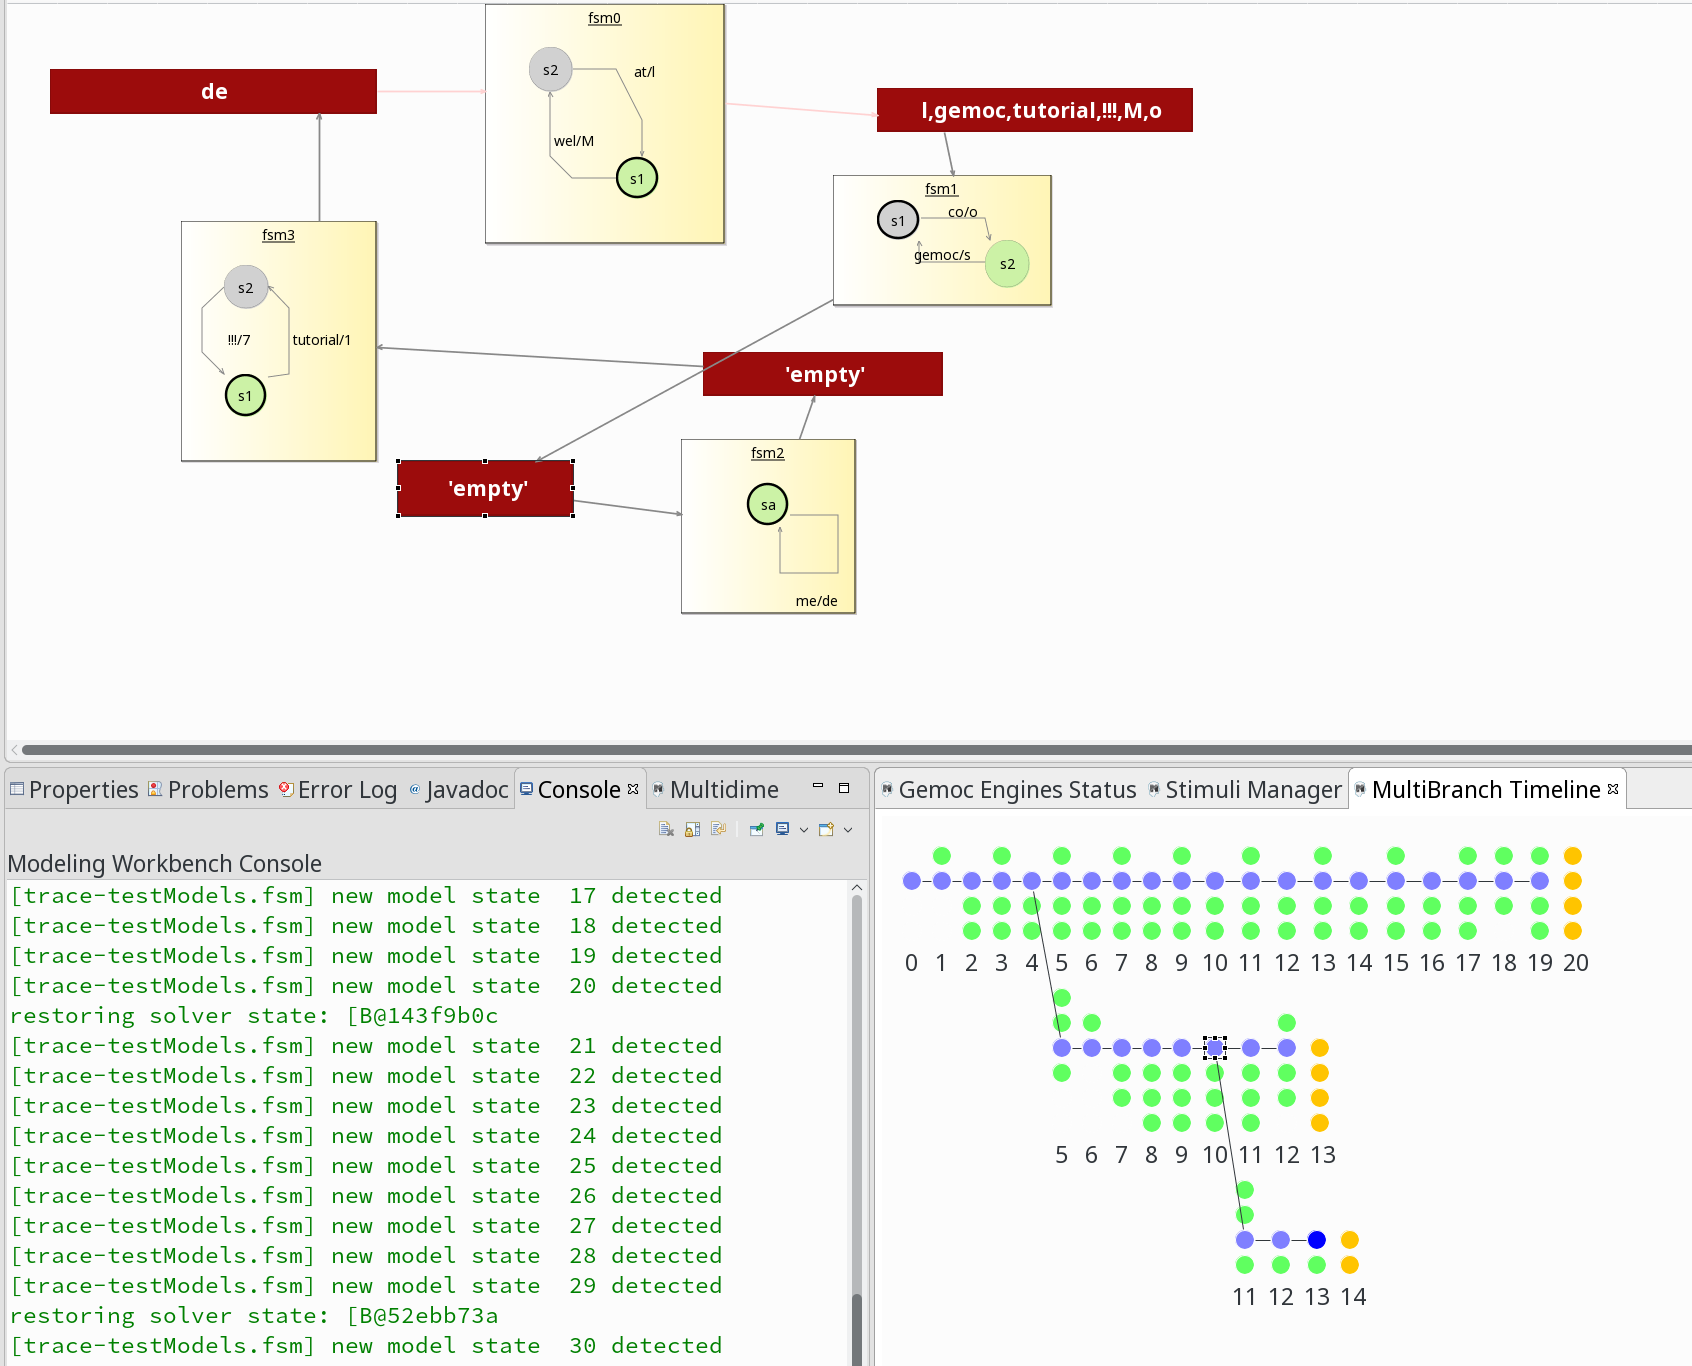 fsm0
s2
at/l
wel/M
s1
de
l,gemoc,tutorial,!!!,M,o
fsm1
s1
co/o
gemoc/s
s2
fsm3
s2
!!!/7
tutorial/1
s1
'empty'
'empty'
fsm2
sa
me/de
Properties
Problems
Error Log
Javadoc
Console
Multidime
Modeling Workbench Console
[trace-testModels.fsm] new model state  17 detected
[trace-testModels.fsm] new model state  18 detected
[trace-testModels.fsm] new model state  19 detected
[trace-testModels.fsm] new model state  20 detected
restoring solver state: [B@143f9b0c
[trace-testModels.fsm] new model state  21 detected
[trace-testModels.fsm] new model state  22 detected
[trace-testModels.fsm] new model state  23 detected
[trace-testModels.fsm] new model state  24 detected
[trace-testModels.fsm] new model state  25 detected
[trace-testModels.fsm] new model state  26 detected
[trace-testModels.fsm] new model state  27 detected
[trace-testModels.fsm] new model state  28 detected
[trace-testModels.fsm] new model state  29 detected
restoring solver state: [B@52ebb73a
[trace-testModels.fsm] new model state  30 detected
Gemoc Engines Status
Stimuli Manager
MultiBranch Timeline
0 1 2 3 4 5 6 7 8 9 10 11 12 13 14 15 16 17 18 19 20
5 6 7 8 9 10 11 12 13
11 12 13 14